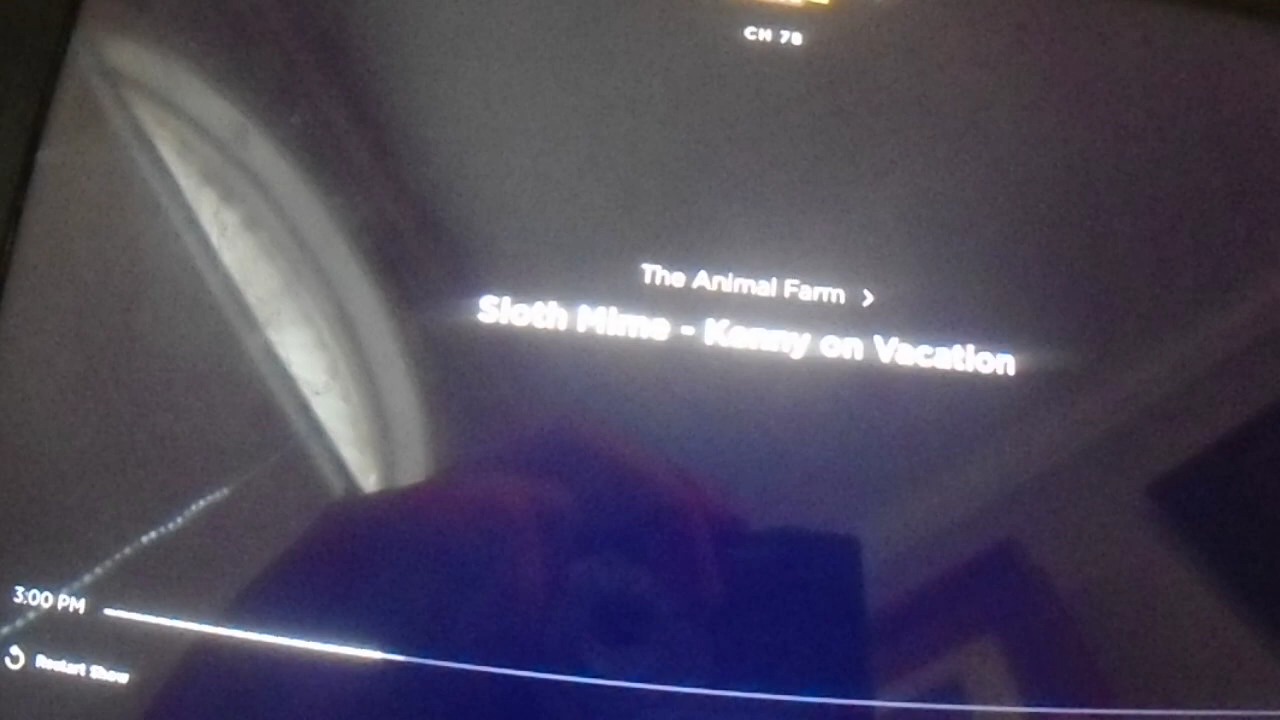 CH 78
The Animal Farm >
Sloth Mime - Kenny on Vacation
3:00 PM
Restart Show